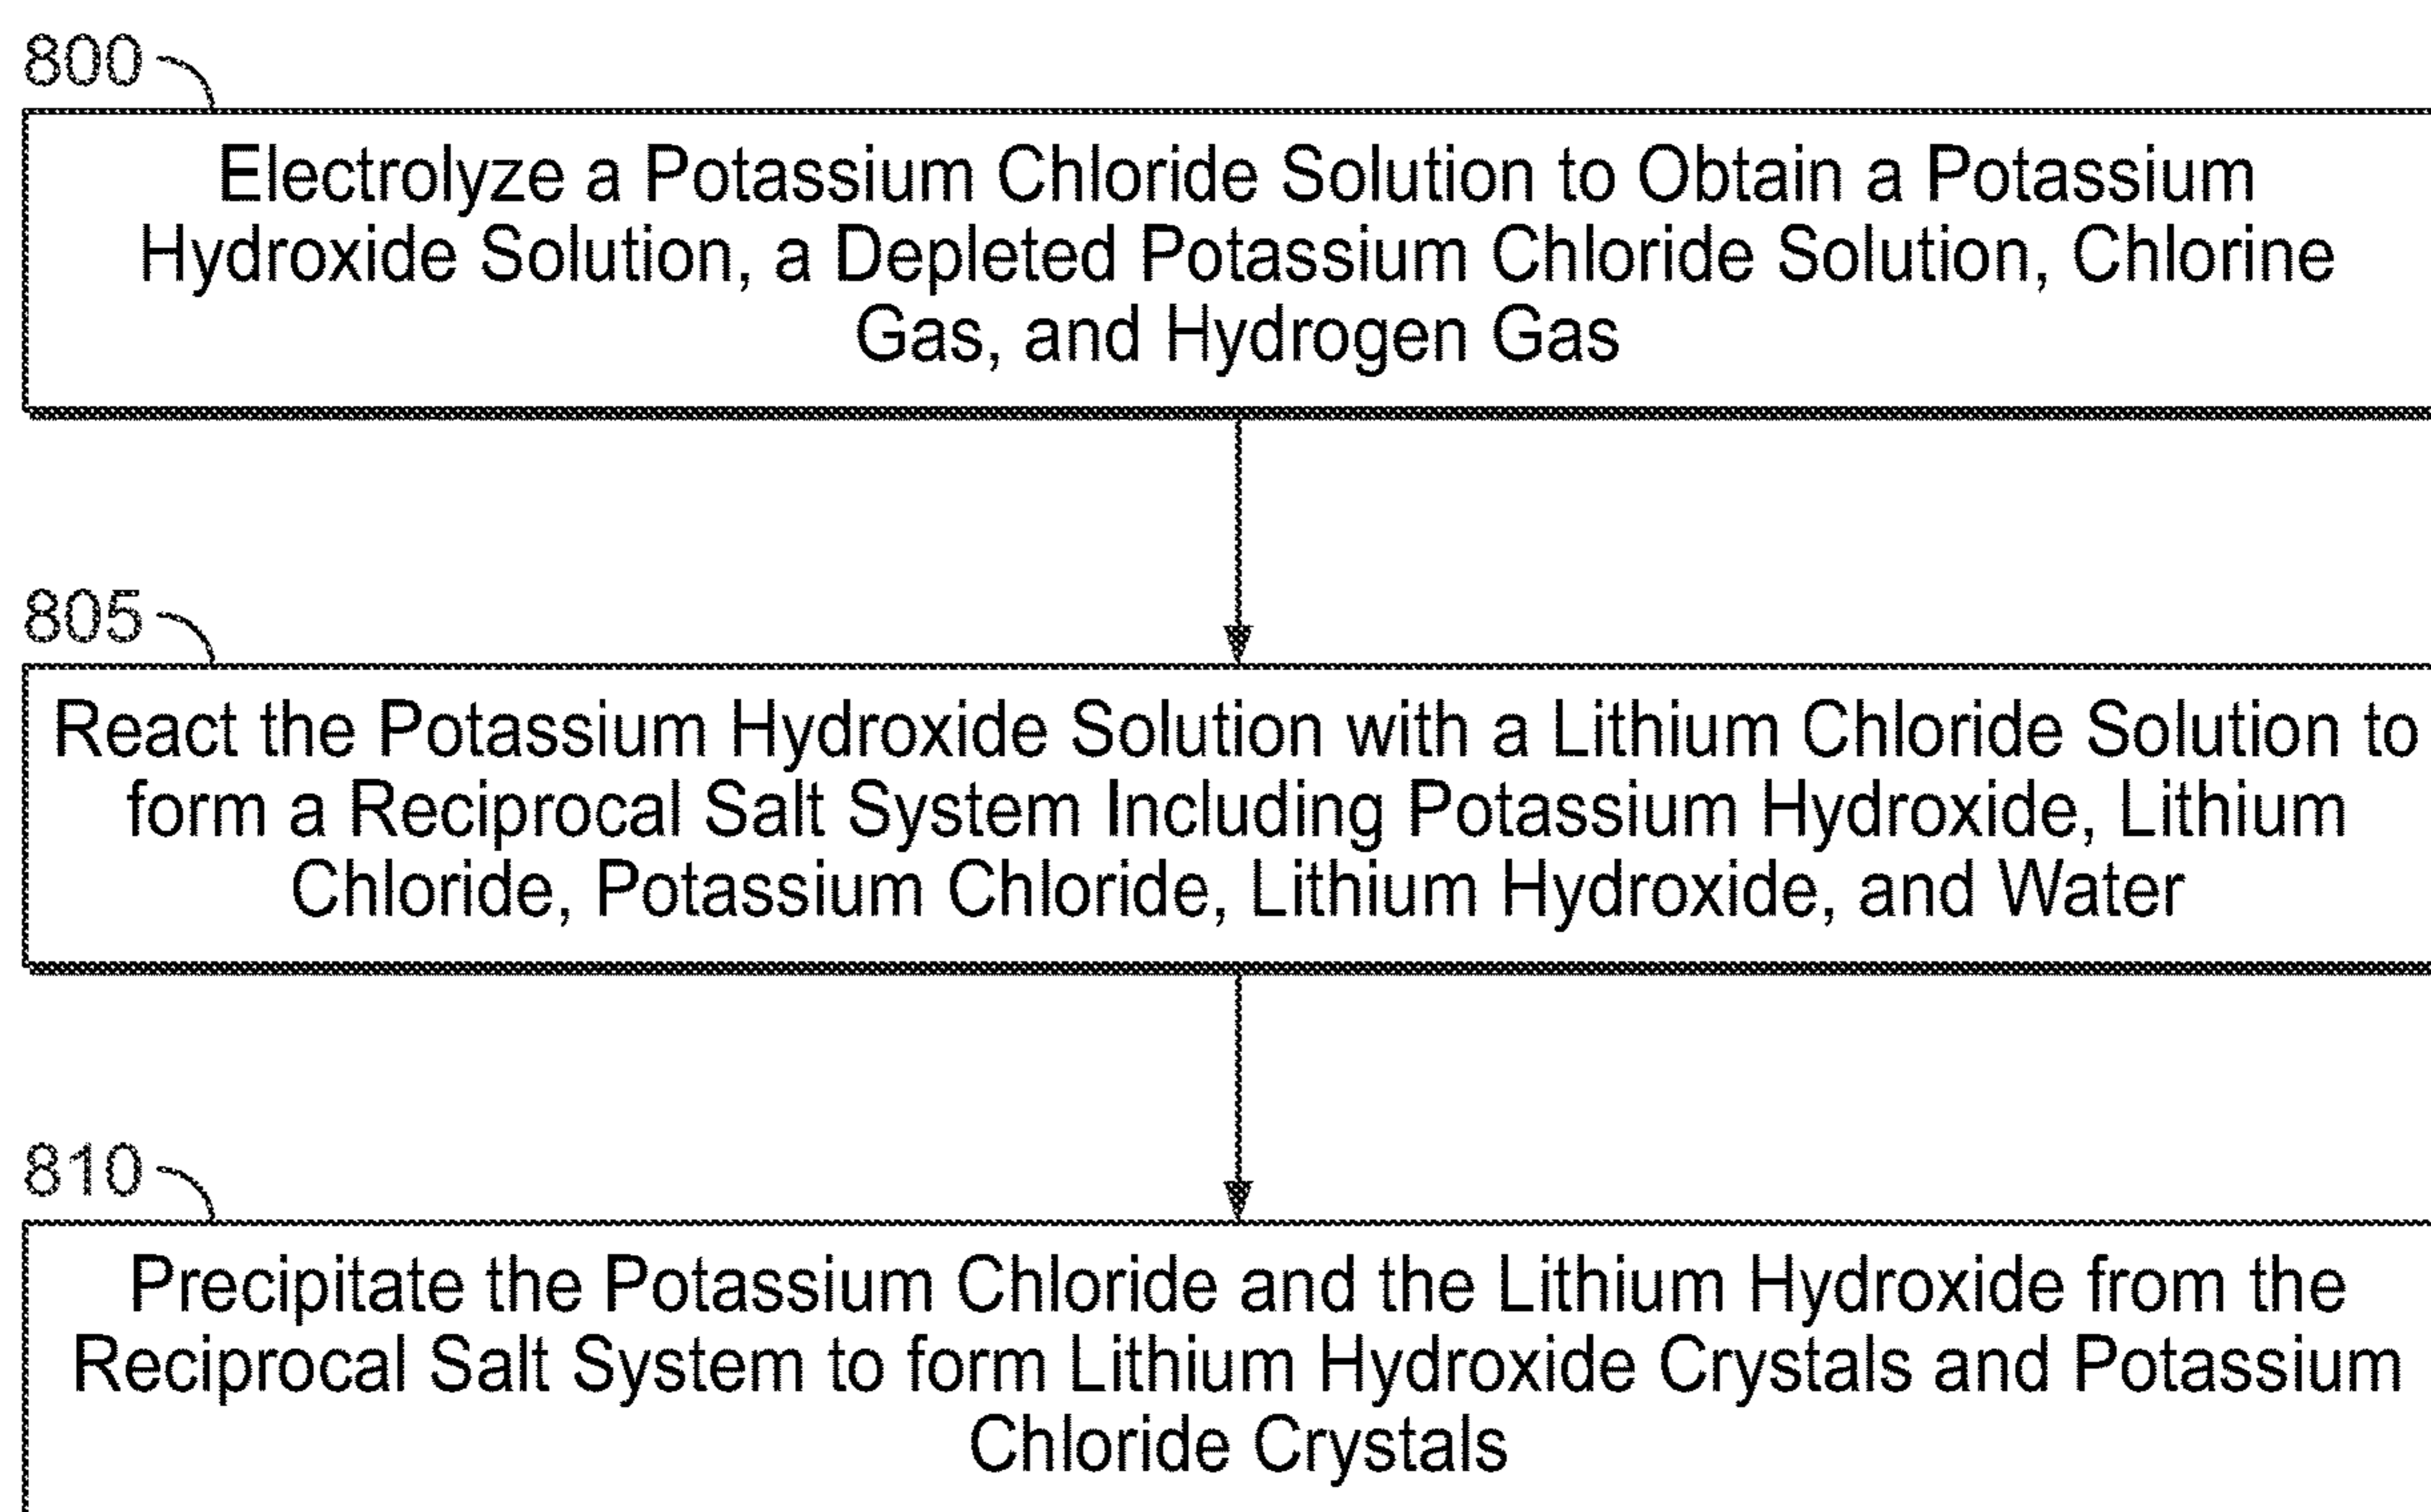 800
Electrolyze a Potassium Chloride Solution to Obtain a Potassium
Hydroxide Solution, a Depleted Potassium Chloride Solution, Chlorine
Gas, and Hydrogen Gas
805
React the Potassium Hydroxide Solution with a Lithium Chloride Solution to
form a Reciprocal Salt System Including Potassium Hydroxide, Lithium
Chloride, Potassium Chloride, Lithium Hydroxide, and Water
810
Precipitate the Potassium Chloride and the Lithium Hydroxide from the
Reciprocal Salt System to form Lithium Hydroxide Crystals and Potassium
Chloride Crystals